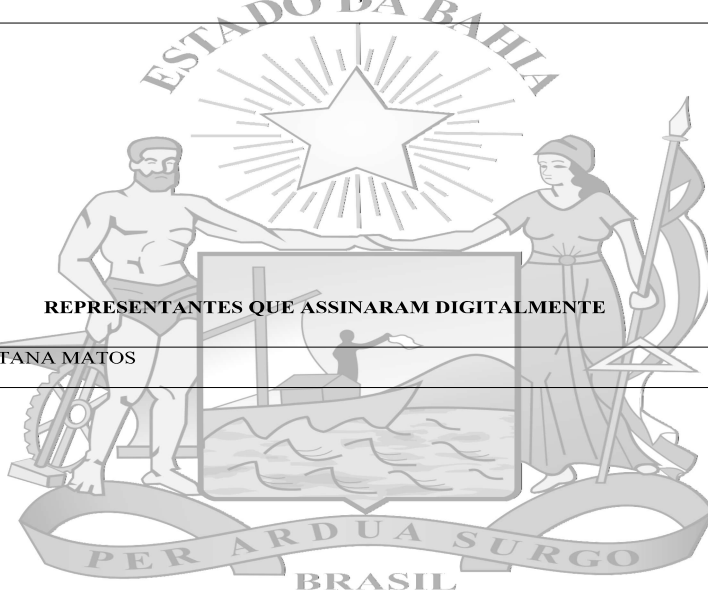 ESTADO DA BAHIA
REPRESENTANTES QUE ASSINARAM DIGITALMENTE
TANA MATOS
PER ARDUA SURGO
BRASIL